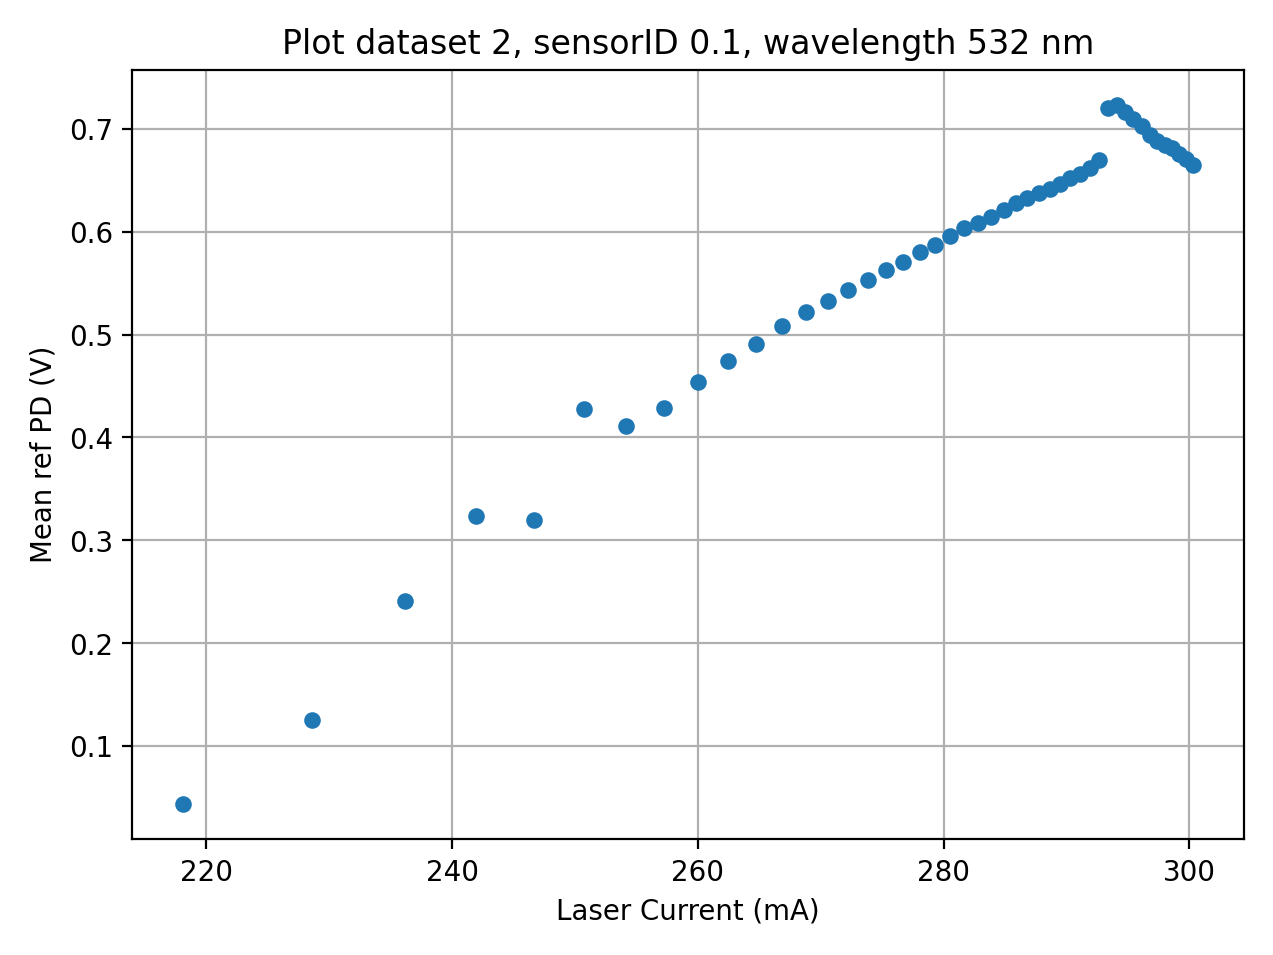 Plot dataset 2, sensorID 0.1, wavelength 532 nm
0.7
0.6
0.5
0.4
0.3
0.2
0.1
Mean ref PD (V)
220 240 260 280 300
Laser Current (mA)